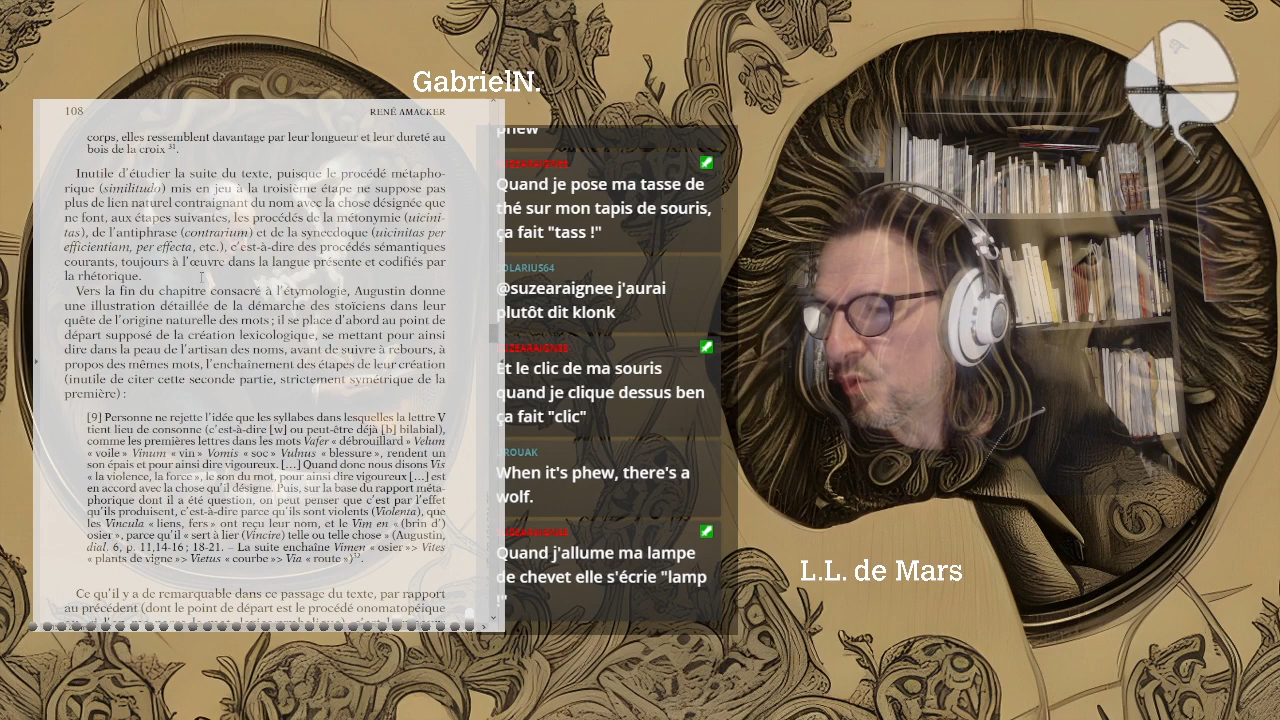 GabrielN.
108
RENÉ AMACKER
corps, elles ressemblent davantage par leur longueur et leur dureté au
bois de la croix 31.
Inutile d'étudier la suite du texte, puisque le procédé métapho-
rique (similitudo) mis en jeu à la troisième étape ne suppose pas
plus de lien naturel contraignant du nom avec la chose désignée que
ne font, aux étapes suivantes, les procédés de la métonymie (uicini-
tas), de l'antiphrase (contrarium) et de la synecdoque (uicinitas per
efficientiam, per effecta, etc.), c'est-à-dire des procédés sémantiques
courants, toujours à l'œuvre dans la langue présente et codifiés par
la rhétorique.
Vers la fin du chapitre consacré à l'étymologie, Augustin donne
une illustration détaillée de la démarche des stoïciens dans leur
quête de l'origine naturelle des mots ; il se place d'abord au point de
départ supposé de la création lexicologique, se mettant pour ainsi
dire dans la peau de l'artisan des noms, avant de suivre à rebours, à
propos des mêmes mots, l'enchaînement des étapes de leur création
(inutile de citer cette seconde partie, strictement symétrique de la
première) :
[9] Personne ne rejette l'idée que les syllabes dans lesquelles la lettre V
tient lieu de consonne (c'est-à-dire [w] ou peut-être déjà [b] bilabial),
comme les premières lettres dans les mots Vafer « débrouillard » Velum
« voile » Vinum « vin » Vomis « soc » Vulnus « blessure », rendent un
son épais et pour ainsi dire vigoureux. [...] Quand donc nous disons Vis
« la violence, la force », le son du mot, pour ainsi dire vigoureux [...] est
en accord avec la chose qu'il désigne. Puis, sur la base du rapport méta-
phorique dont il a été question, on peut penser que c'est par l'effet
qu'ils produisent, c'est-à-dire parce qu'ils sont violents (Violenta), que
les Vincula « liens, fers » ont reçu leur nom, et le Vim en « (brin d')
osier », parce qu'il « sert à lier (Vincire) telle ou telle chose » (Augustin,
dial. 6, p. 11,14-16 ; 18-21. – La suite enchaîne Vimen « osier >> Vites
« plants de vigne >> Vietus « courbe >> Via « route »)32.
Ce qu'il y a de remarquable dans ce passage du texte, par rapport
au précédent (dont le point de départ est le procédé onomatopéique
phew
SUZEARAIGNEE
Quand je pose ma tasse de
thé sur mon tapis de souris,
ça fait "tass !"
OLARIUS64
@suzearaignee j'aurai
plutôt dit klonk
SUZEARAIGNEE
Et le clic de ma souris
quand je clique dessus ben
ça fait "clic"
ROUAK
When it's phew, there's a
wolf.
SUZEARAIGNEE
Quand j'allume ma lampe
de chevet elle s'écrie "lamp
!"
L.L. de Mars